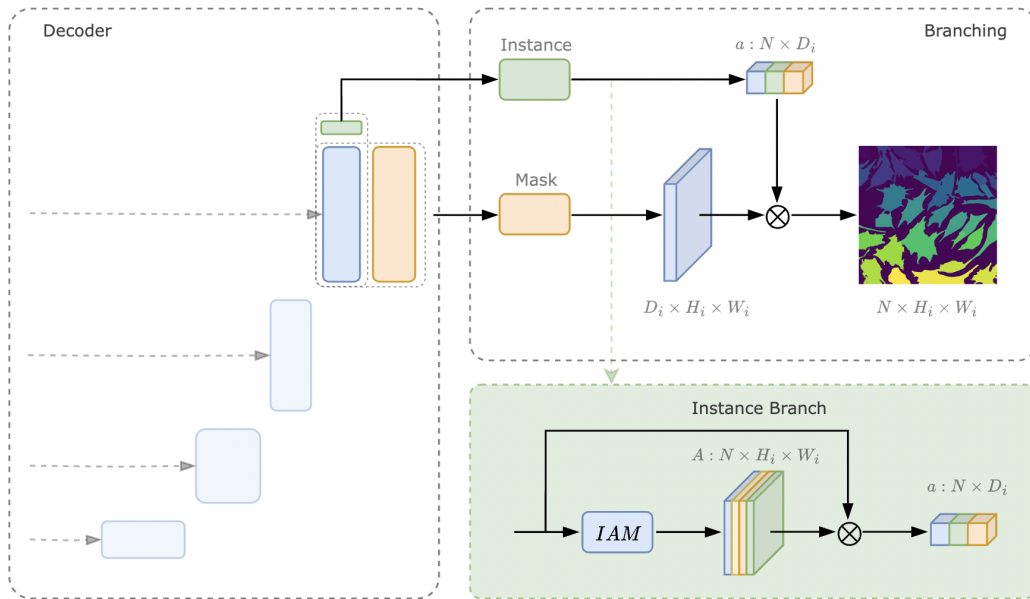 Decoder
Branching
Instance
a : N × D_i
Mask
D_i × H_i × W_i
N × H_i × W_i
Instance Branch
A : N × H_i × W_i
a : N × D_i
IAM